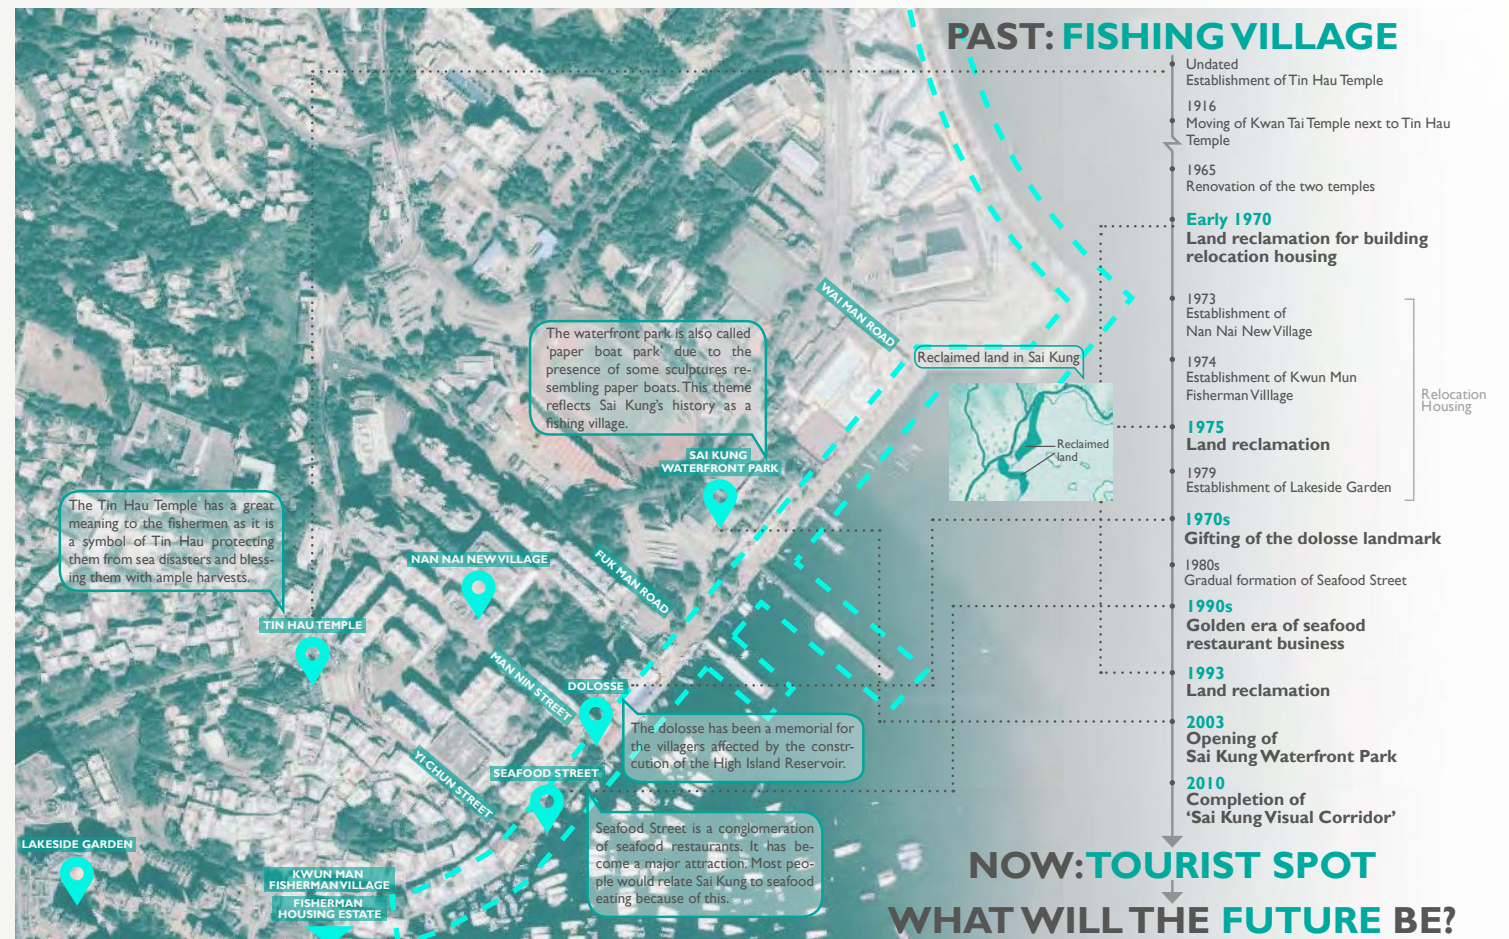 PAST: FISHING VILLAGE
Undated
Establishment of Tin Hau Temple
1916
Moving of Kwan Tai Temple next to Tin Hau
Temple
1965
Renovation of the two temples
Early 1970
Land reclamation for building
relocation housing
1973
Establishment of
Nan Nai New Village
1974
Establishment of Kwun Mun
Fisherman Villlage
1975
Land reclamation
1979
Establishment of Lakeside Garden
Relocation
Housing
1970s
Gifting of the dolosse landmark
1980s
Gradual formation of Seafood Street
1990s
Golden era of seafood
restaurant business
1993
Land reclamation
2003
Opening of
Sai Kung Waterfront Park
2010
Completion of
‘Sai Kung Visual Corridor’
NOW: TOURIST SPOT
WHAT WILL THE FUTURE BE?
WAI MAN ROAD
Reclaimed land in Sai Kung
Reclaimed
land
The waterfront park is also called
‘paper boat park’ due to the
presence of some sculptures re-
sembling paper boats. This theme
reflects Sai Kung’s history as a
fishing village.
SAI KUNG
WATERFRONT PARK
The Tin Hau Temple has a great
meaning to the fishermen as it is
a symbol of Tin Hau protecting
them from sea disasters and bless-
ing them with ample harvests.
TIN HAU TEMPLE
NAN NAI NEW VILLAGE
FUK MAN ROAD
MAN NIN STREET
DOLOSSE
The dolosse has been a memorial for
the villagers affected by the constr-
cution of the High Island Reservoir.
YI CHUN STREET
SEAFOOD STREET
Seafood Street is a conglomeration
of seafood restaurants. It has be-
come a major attraction. Most peo-
ple would relate Sai Kung to seafood
eating because of this.
LAKESIDE GARDEN
KWUN MAN
FISHERMAN VILLAGE
FISHERMAN
HOUSING ESTATE